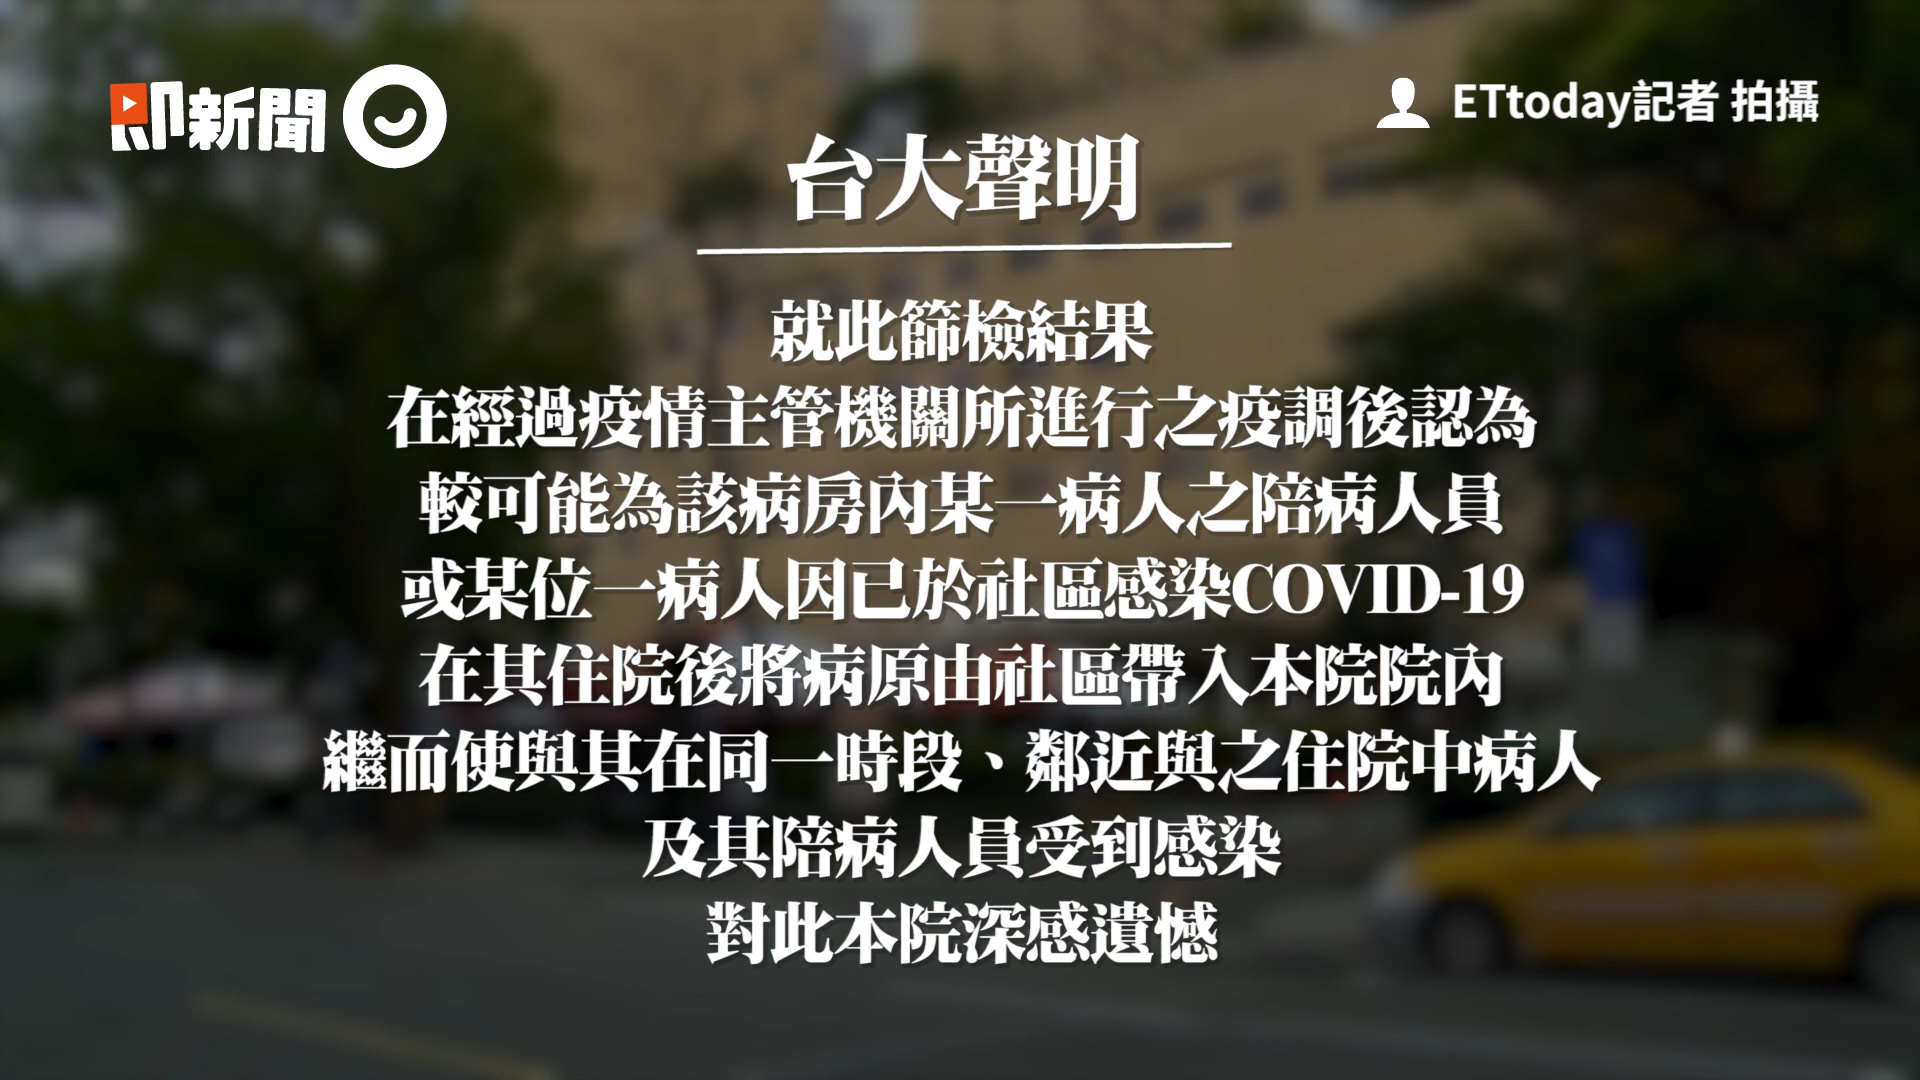 即新聞
ETtoday記者 拍攝
台大聲明
就此篩檢結果
在經過疫情主管機關所進行之疫調後認為
較可能為該病房內某一病人之陪病人員
或某位一病人因已於社區感染COVID-19
在其住院後將病原由社區帶入本院院內
繼而使與其在同一時段、鄰近與之住院中病人
及其陪病人員受到感染
對此本院深感遺憾